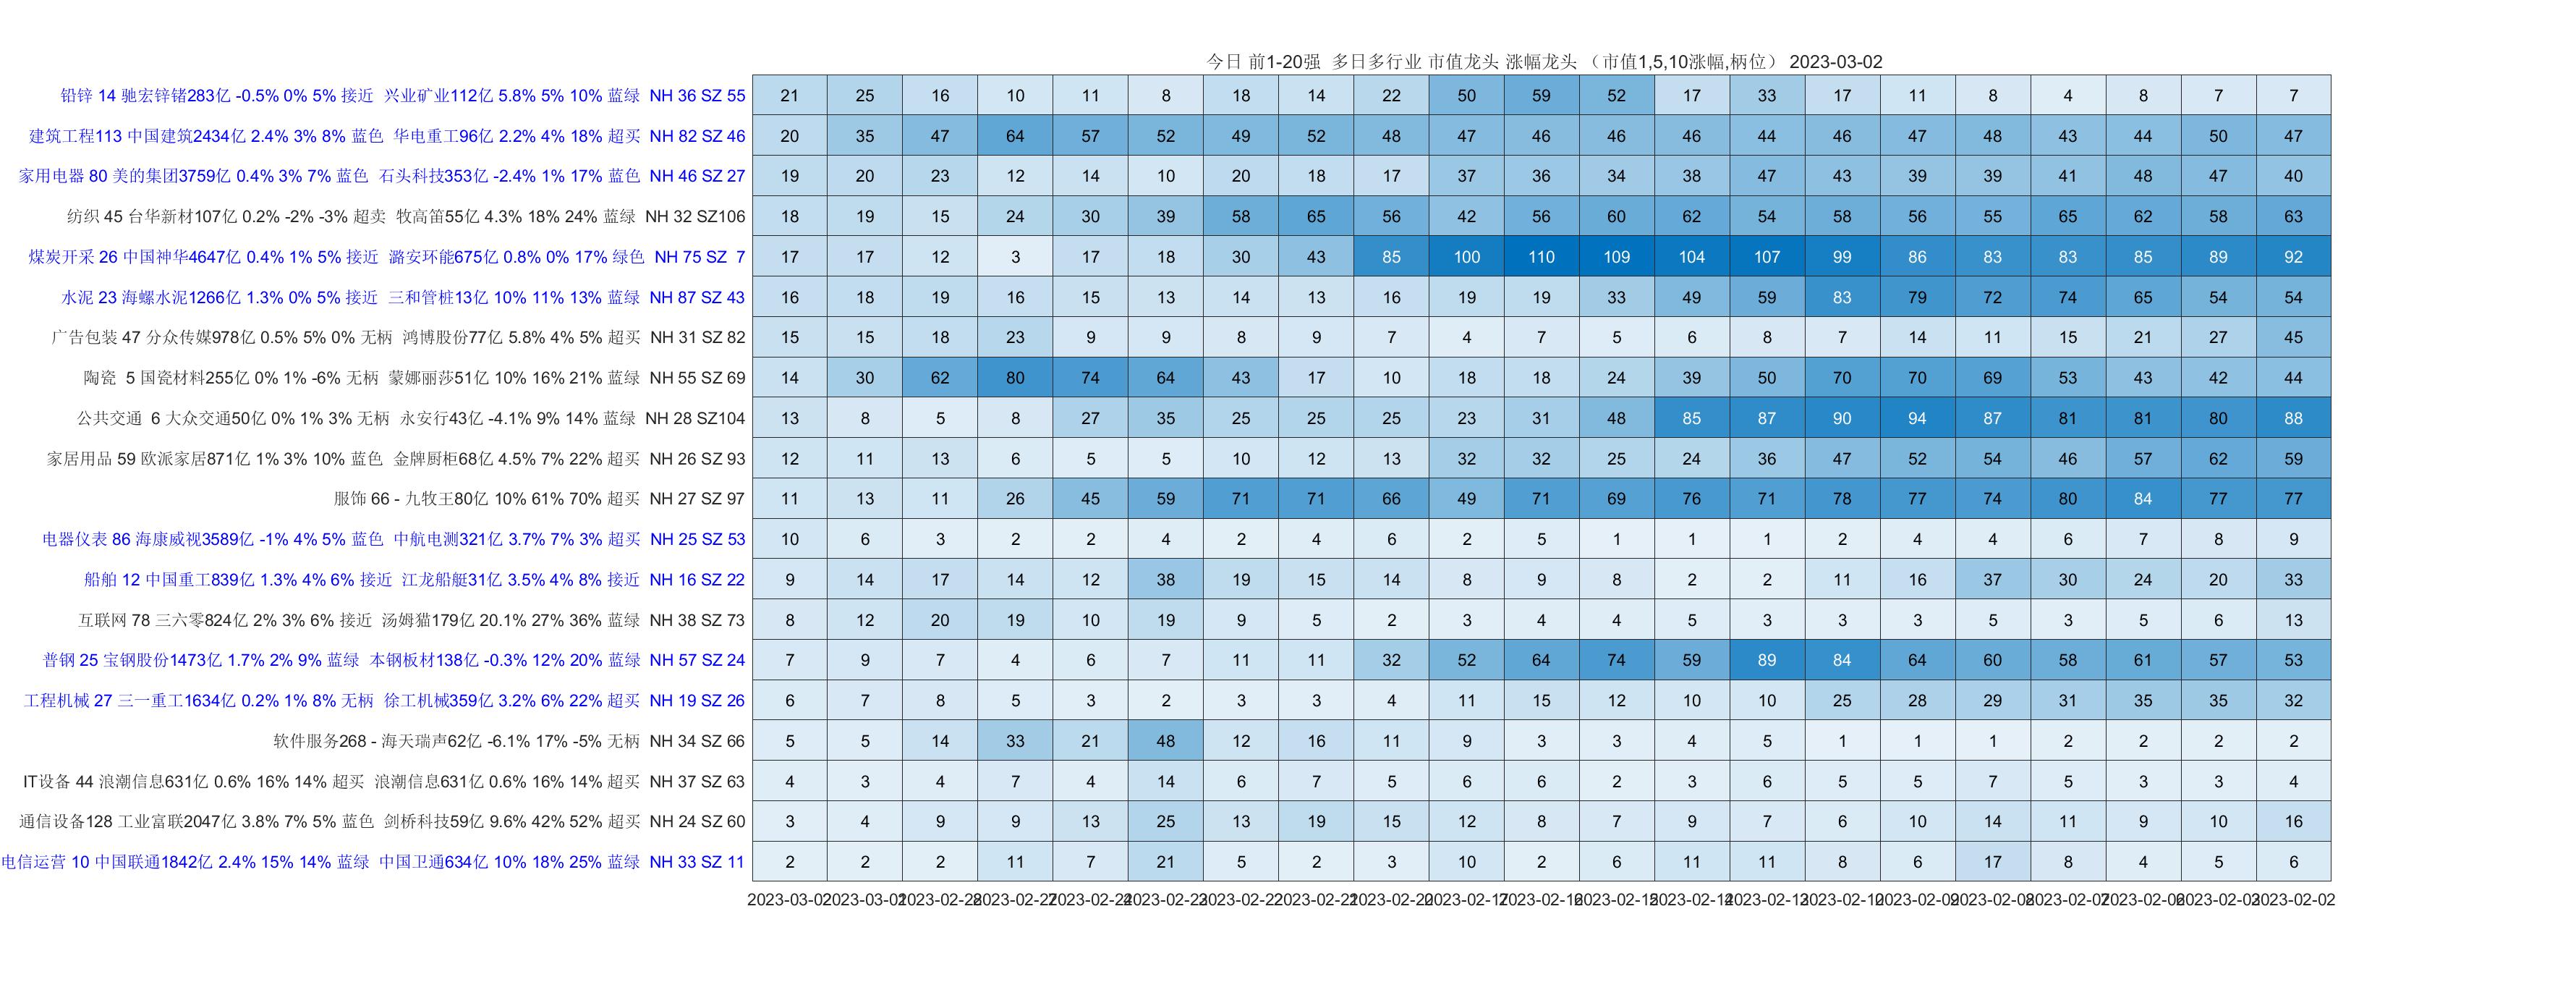 今日 前1-20强 多日多行业 市值龙头 涨幅龙头 （市值1,5,10涨幅,柄位） 2023-03-02
铅锌 14 驰宏锌锗283亿 -0.5% 0% 5% 接近 兴业矿业112亿 5.8% 5% 10% 蓝绿 NH 36 SZ 55 21 25 16 10 11 8 18 14 22 50 59 52 17 33 17 11 8 4 8 7 7
建筑工程113 中国建筑2434亿 2.4% 3% 8% 蓝色 华电重工96亿 2.2% 4% 18% 超买 NH 82 SZ 46 20 35 47 64 57 52 49 52 48 47 46 46 46 44 46 47 48 43 44 50 47
家用电器 80 美的集团3759亿 0.4% 3% 7% 蓝色 石头科技353亿 -2.4% 1% 17% 蓝色 NH 46 SZ 27 19 20 23 12 14 10 20 18 17 37 36 34 38 47 43 39 39 41 48 47 40
纺织 45 台华新材107亿 0.2% -2% -3% 超卖 牧高笛55亿 4.3% 18% 24% 蓝绿 NH 32 SZ106 18 19 15 24 30 39 58 65 56 42 56 60 62 54 58 56 55 65 62 58 63
煤炭开采 26 中国神华4647亿 0.4% 1% 5% 接近 潞安环能675亿 0.8% 0% 17% 绿色 NH 75 SZ 7 17 17 12 3 17 18 30 43 85 100 110 109 104 107 99 86 83 83 85 89 92
水泥 23 海螺水泥1266亿 1.3% 0% 5% 接近 三和管桩13亿 10% 11% 13% 蓝绿 NH 87 SZ 43 16 18 19 16 15 13 14 13 16 19 19 33 49 59 83 79 72 74 65 54 54
广告包装 47 分众传媒978亿 0.5% 5% 0% 无柄 鸿博股份77亿 5.8% 4% 5% 超买 NH 31 SZ 82 15 15 18 23 9 9 8 9 7 4 7 5 6 8 7 14 11 15 21 27 45
陶瓷 5 国瓷材料255亿 0% 1% -6% 无柄 蒙娜丽莎51亿 10% 16% 21% 蓝绿 NH 55 SZ 69 14 30 62 80 74 64 43 17 10 18 18 24 39 50 70 70 69 53 43 42 44
公共交通 6 大众交通50亿 0% 1% 3% 无柄 永安行43亿 -4.1% 9% 14% 蓝绿 NH 28 SZ104 13 8 5 8 27 35 25 25 25 23 31 48 85 87 90 94 87 81 81 80 88
家居用品 59 欧派家居871亿 1% 3% 10% 蓝色 金牌厨柜68亿 4.5% 7% 22% 超买 NH 26 SZ 93 12 11 13 6 5 5 10 12 13 32 32 25 24 36 47 52 54 46 57 62 59
服饰 66 - 九牧王80亿 10% 61% 70% 超买 NH 27 SZ 97 11 13 11 26 45 59 71 71 66 49 71 69 76 71 78 77 74 80 84 77 77
电器仪表 86 海康威视3589亿 -1% 4% 5% 蓝色 中航电测321亿 3.7% 7% 3% 超买 NH 25 SZ 53 10 6 3 2 2 4 2 4 6 2 5 1 1 1 2 4 4 6 7 8 9
船舶 12 中国重工839亿 1.3% 4% 6% 接近 江龙船艇31亿 3.5% 4% 8% 接近 NH 16 SZ 22 9 14 17 14 12 38 19 15 14 8 9 8 2 2 11 16 37 30 24 20 33
互联网 78 三六零824亿 2% 3% 6% 接近 汤姆猫179亿 20.1% 27% 36% 蓝绿 NH 38 SZ 73 8 12 20 19 10 19 9 5 2 3 4 4 5 3 3 3 5 3 5 6 13
普钢 25 宝钢股份1473亿 1.7% 2% 9% 蓝绿 本钢板材138亿 -0.3% 12% 20% 蓝绿 NH 57 SZ 24 7 9 7 4 6 7 11 11 32 52 64 74 59 89 84 64 60 58 61 57 53
工程机械 27 三一重工1634亿 0.2% 1% 8% 无柄 徐工机械359亿 3.2% 6% 22% 超买 NH 19 SZ 26 6 7 8 5 3 2 3 3 4 11 15 12 10 10 25 28 29 31 35 35 32
软件服务268 - 海天瑞声62亿 -6.1% 17% -5% 无柄 NH 34 SZ 66 5 5 14 33 21 48 12 16 11 9 3 3 4 5 1 1 1 2 2 2 2
IT设备 44 浪潮信息631亿 0.6% 16% 14% 超买 浪潮信息631亿 0.6% 16% 14% 超买 NH 37 SZ 63 4 3 4 7 4 14 6 7 5 6 6 2 3 6 5 5 7 5 3 3 4
通信设备128 工业富联2047亿 3.8% 7% 5% 蓝色 剑桥科技59亿 9.6% 42% 52% 超买 NH 24 SZ 60 3 4 9 9 13 25 13 19 15 12 8 7 9 7 6 10 14 11 9 10 16
电信运营 10 中国联通1842亿 2.4% 15% 14% 蓝绿 中国卫通634亿 10% 18% 25% 蓝绿 NH 33 SZ 11 2 2 2 11 7 21 5 2 3 10 2 6 11 11 8 6 17 8 4 5 6
2023-03-02 2023-03-01 2023-02-28 2023-02-27 2023-02-24 2023-02-23 2023-02-22 2023-02-21 2023-02-20 2023-02-17 2023-02-16 2023-02-15 2023-02-14 2023-02-13 2023-02-10 2023-02-09 2023-02-08 2023-02-07 2023-02-06 2023-02-03 2023-02-02